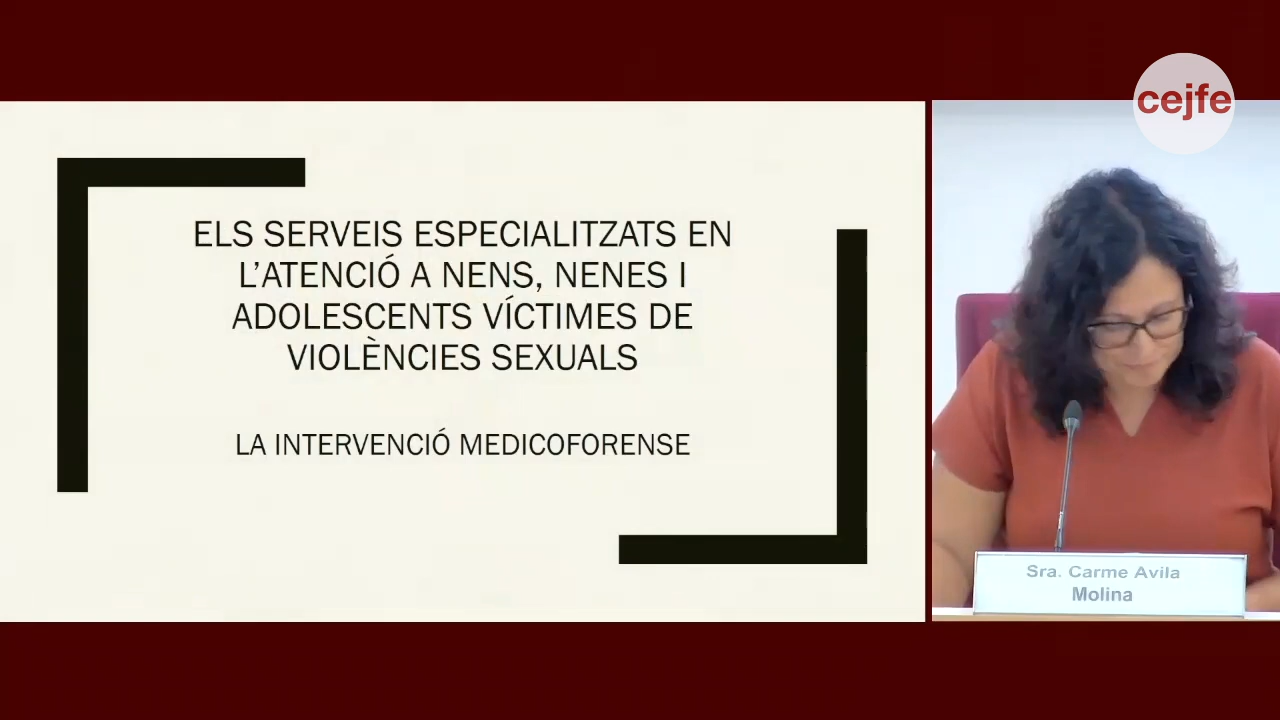 cejfe
ELS SERVEIS ESPECIALITZATS EN
L'ATENCIÓ A NENS, NENES I
ADOLESCENTS VÍCTIMES DE
VIOLÈNCIES SEXUALS
LA INTERVENCIÓ MEDICOFORENSE
Sra. Carme Avila
Molina